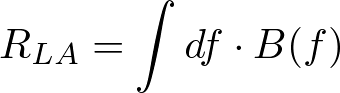 R_{LA} = \int df \cdot B(f)